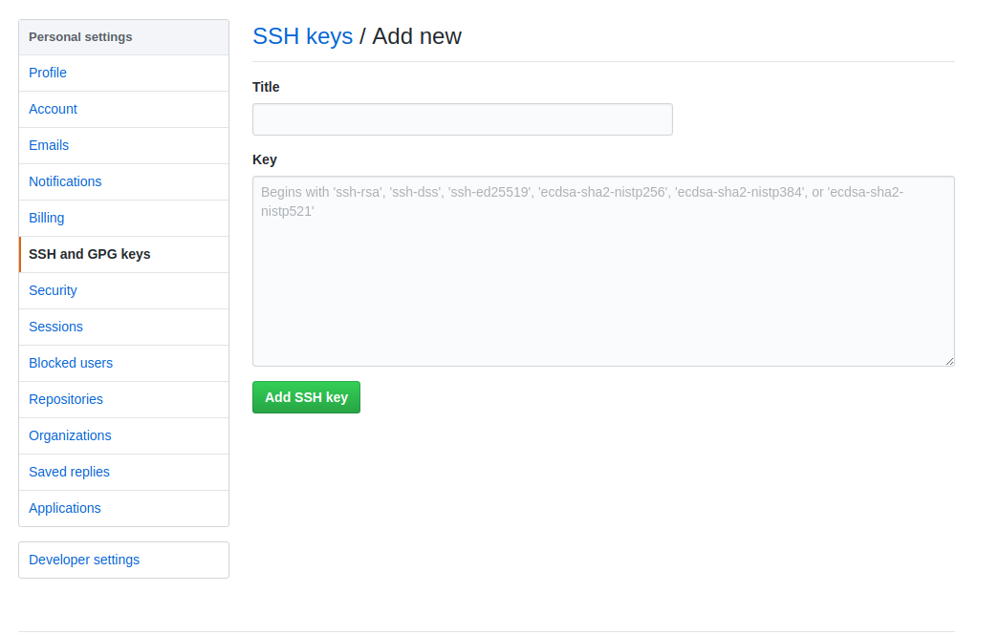 Personal settings
Profile
Account
Emails
Notifications
Billing
SSH and GPG keys
Security
Sessions
Blocked users
Repositories
Organizations
Saved replies
Applications
Developer settings
SSH keys / Add new
Title
Key
Begins with 'ssh-rsa', 'ssh-dss', 'ssh-ed25519', 'ecdsa-sha2-nistp256', 'ecdsa-sha2-nistp384', or 'ecdsa-sha2-
nistp521'
Add SSH key